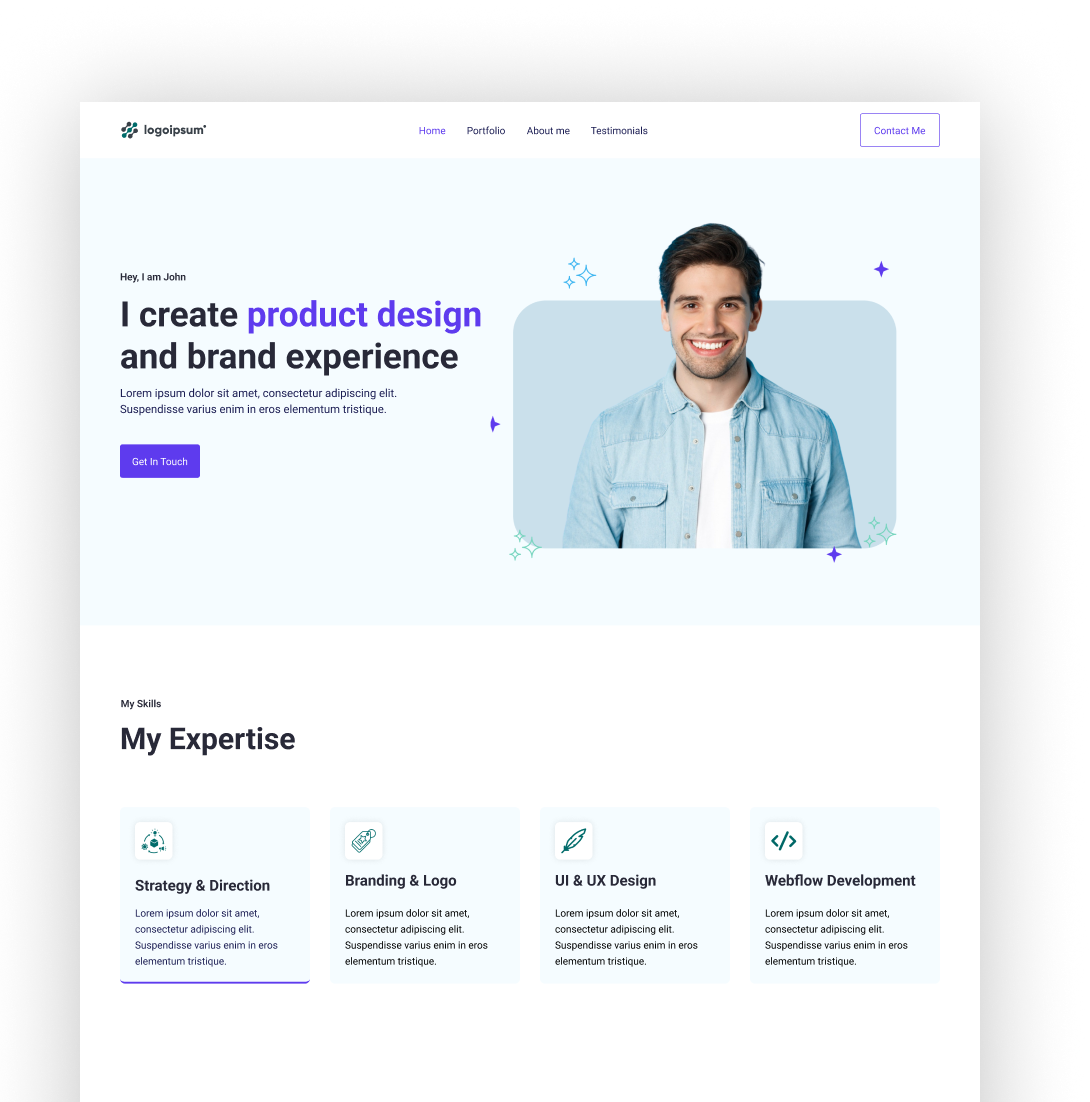 logoipsum
Home
Portfolio
About me
Testimonials
Contact Me
Hey, I am John
I create product design
and brand experience
Lorem ipsum dolor sit amet, consectetur adipiscing elit.
Suspendisse varius enim in eros elementum tristique.
Get In Touch
My Skills
My Expertise
Strategy & Direction
Lorem ipsum dolor sit amet,
consectetur adipiscing elit.
Suspendisse varius enim in eros
elementum tristique.
Branding & Logo
Lorem ipsum dolor sit amet,
consectetur adipiscing elit.
Suspendisse varius enim in eros
elementum tristique.
UI & UX Design
Lorem ipsum dolor sit amet,
consectetur adipiscing elit.
Suspendisse varius enim in eros
elementum tristique.
Webflow Development
Lorem ipsum dolor sit amet,
consectetur adipiscing elit.
Suspendisse varius enim in eros
elementum tristique.